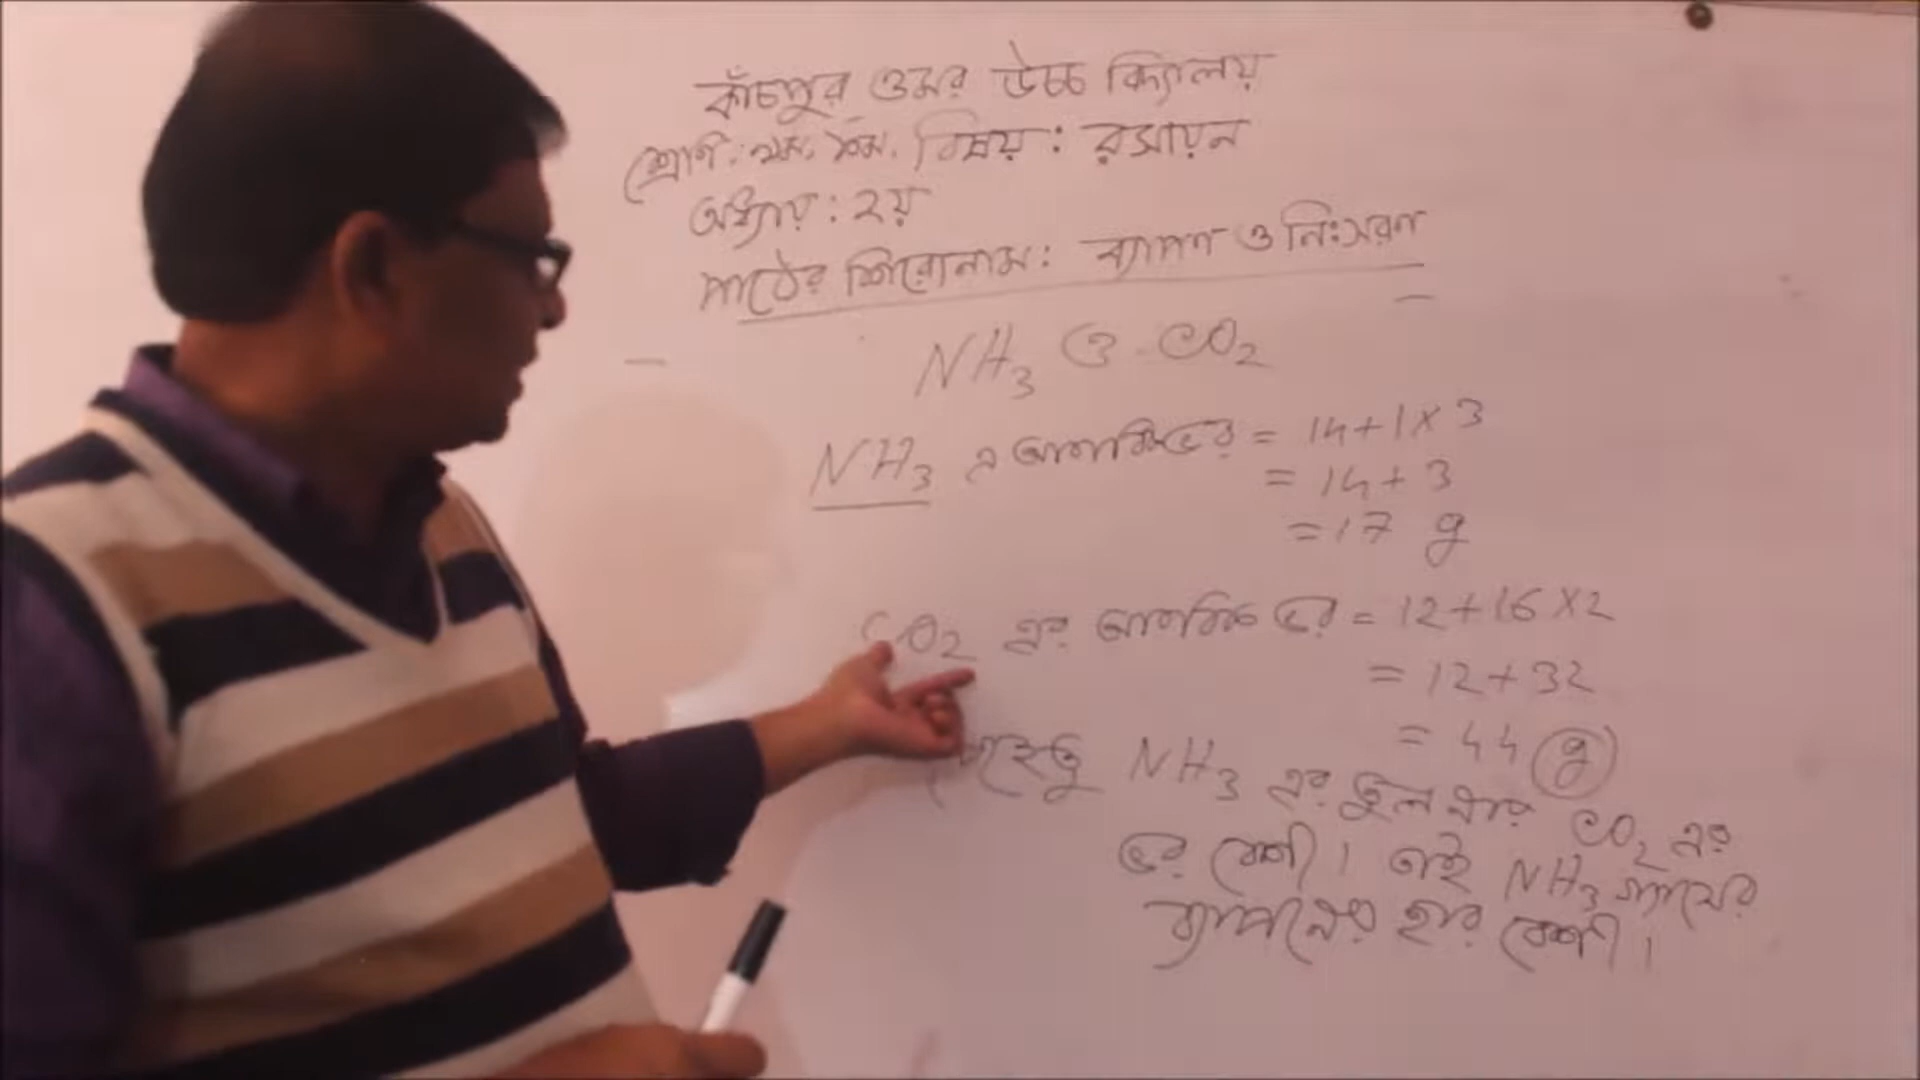 কাঁচপুর ওমর উচ্চ বিদ্যালয়
শ্রেণি: ৯ম, ১০ম, বিষয় : রসায়ন
অধ্যায় : ২য়
পাঠের শিরোনাম : ব্যাপন ও নিঃসরণ
NH₃ ও CO₂
NH₃ এ আণবিক ভর = 14 + 1 × 3
= 14 + 3
= 17 g
CO₂ এর আণবিক ভর = 12 + 16 × 2
= 12 + 32
= 44 g
যেহেতু NH₃ এর তুলনায় CO₂ এর
ভর বেশী। তাই NH₃ গ্যাসের
ব্যাপনের হার বেশী।